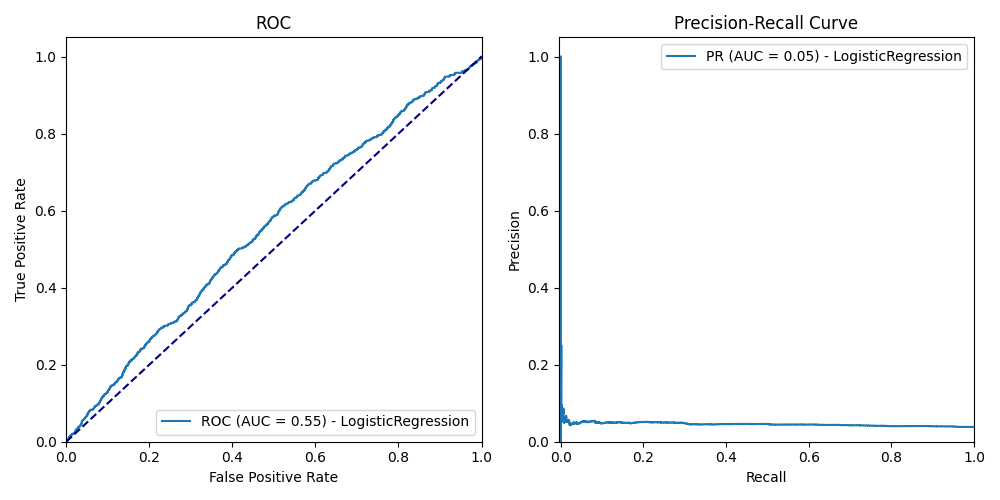 ROC
True Positive Rate
1.0
0.8
0.6
0.4
0.2
0.0
ROC (AUC = 0.55) - LogisticRegression
0.0 0.2 0.4 0.6 0.8 1.0
False Positive Rate
Precision-Recall Curve
Precision
1.0
0.8
0.6
0.4
0.2
0.0
PR (AUC = 0.05) - LogisticRegression
0.0 0.2 0.4 0.6 0.8 1.0
Recall